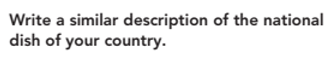 Write a similar description of the national
dish of your country.